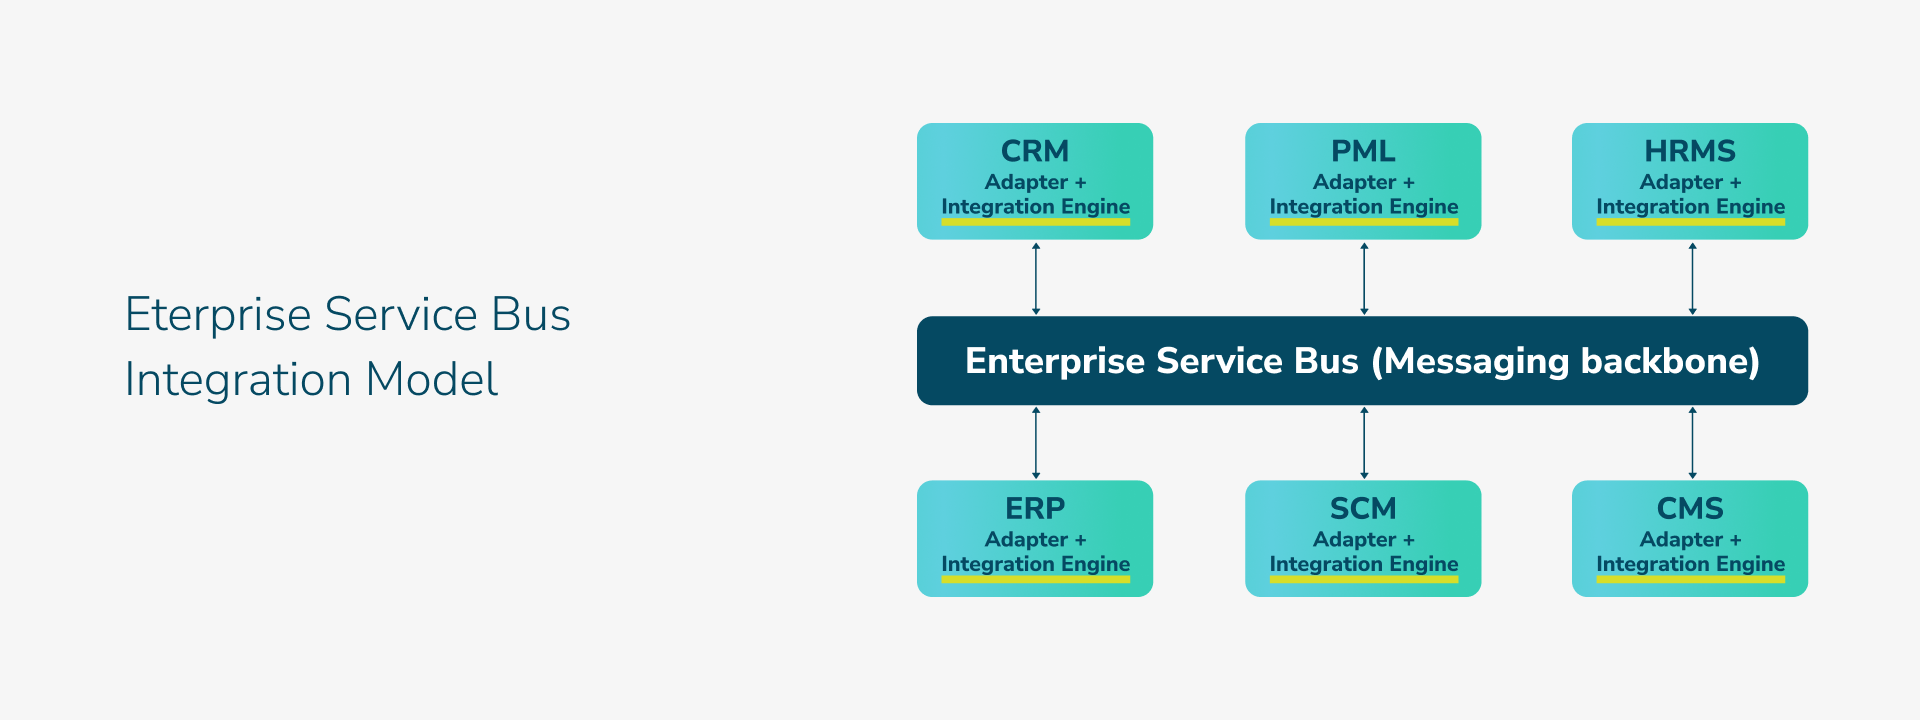 Eterprise Service Bus
Integration Model
CRM
Adapter +
Integration Engine
PML
Adapter +
Integration Engine
HRMS
Adapter +
Integration Engine
Enterprise Service Bus (Messaging backbone)
ERP
Adapter +
Integration Engine
SCM
Adapter +
Integration Engine
CMS
Adapter +
Integration Engine